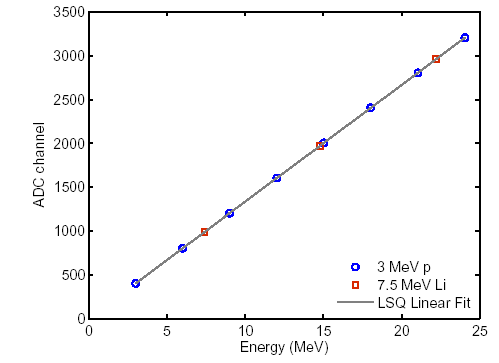 3500
3000
2500
2000
1500
1000
500
0
ADC channel
3 MeV p
7.5 MeV Li
LSQ Linear Fit
0 5 10 15 20 25
Energy (MeV)